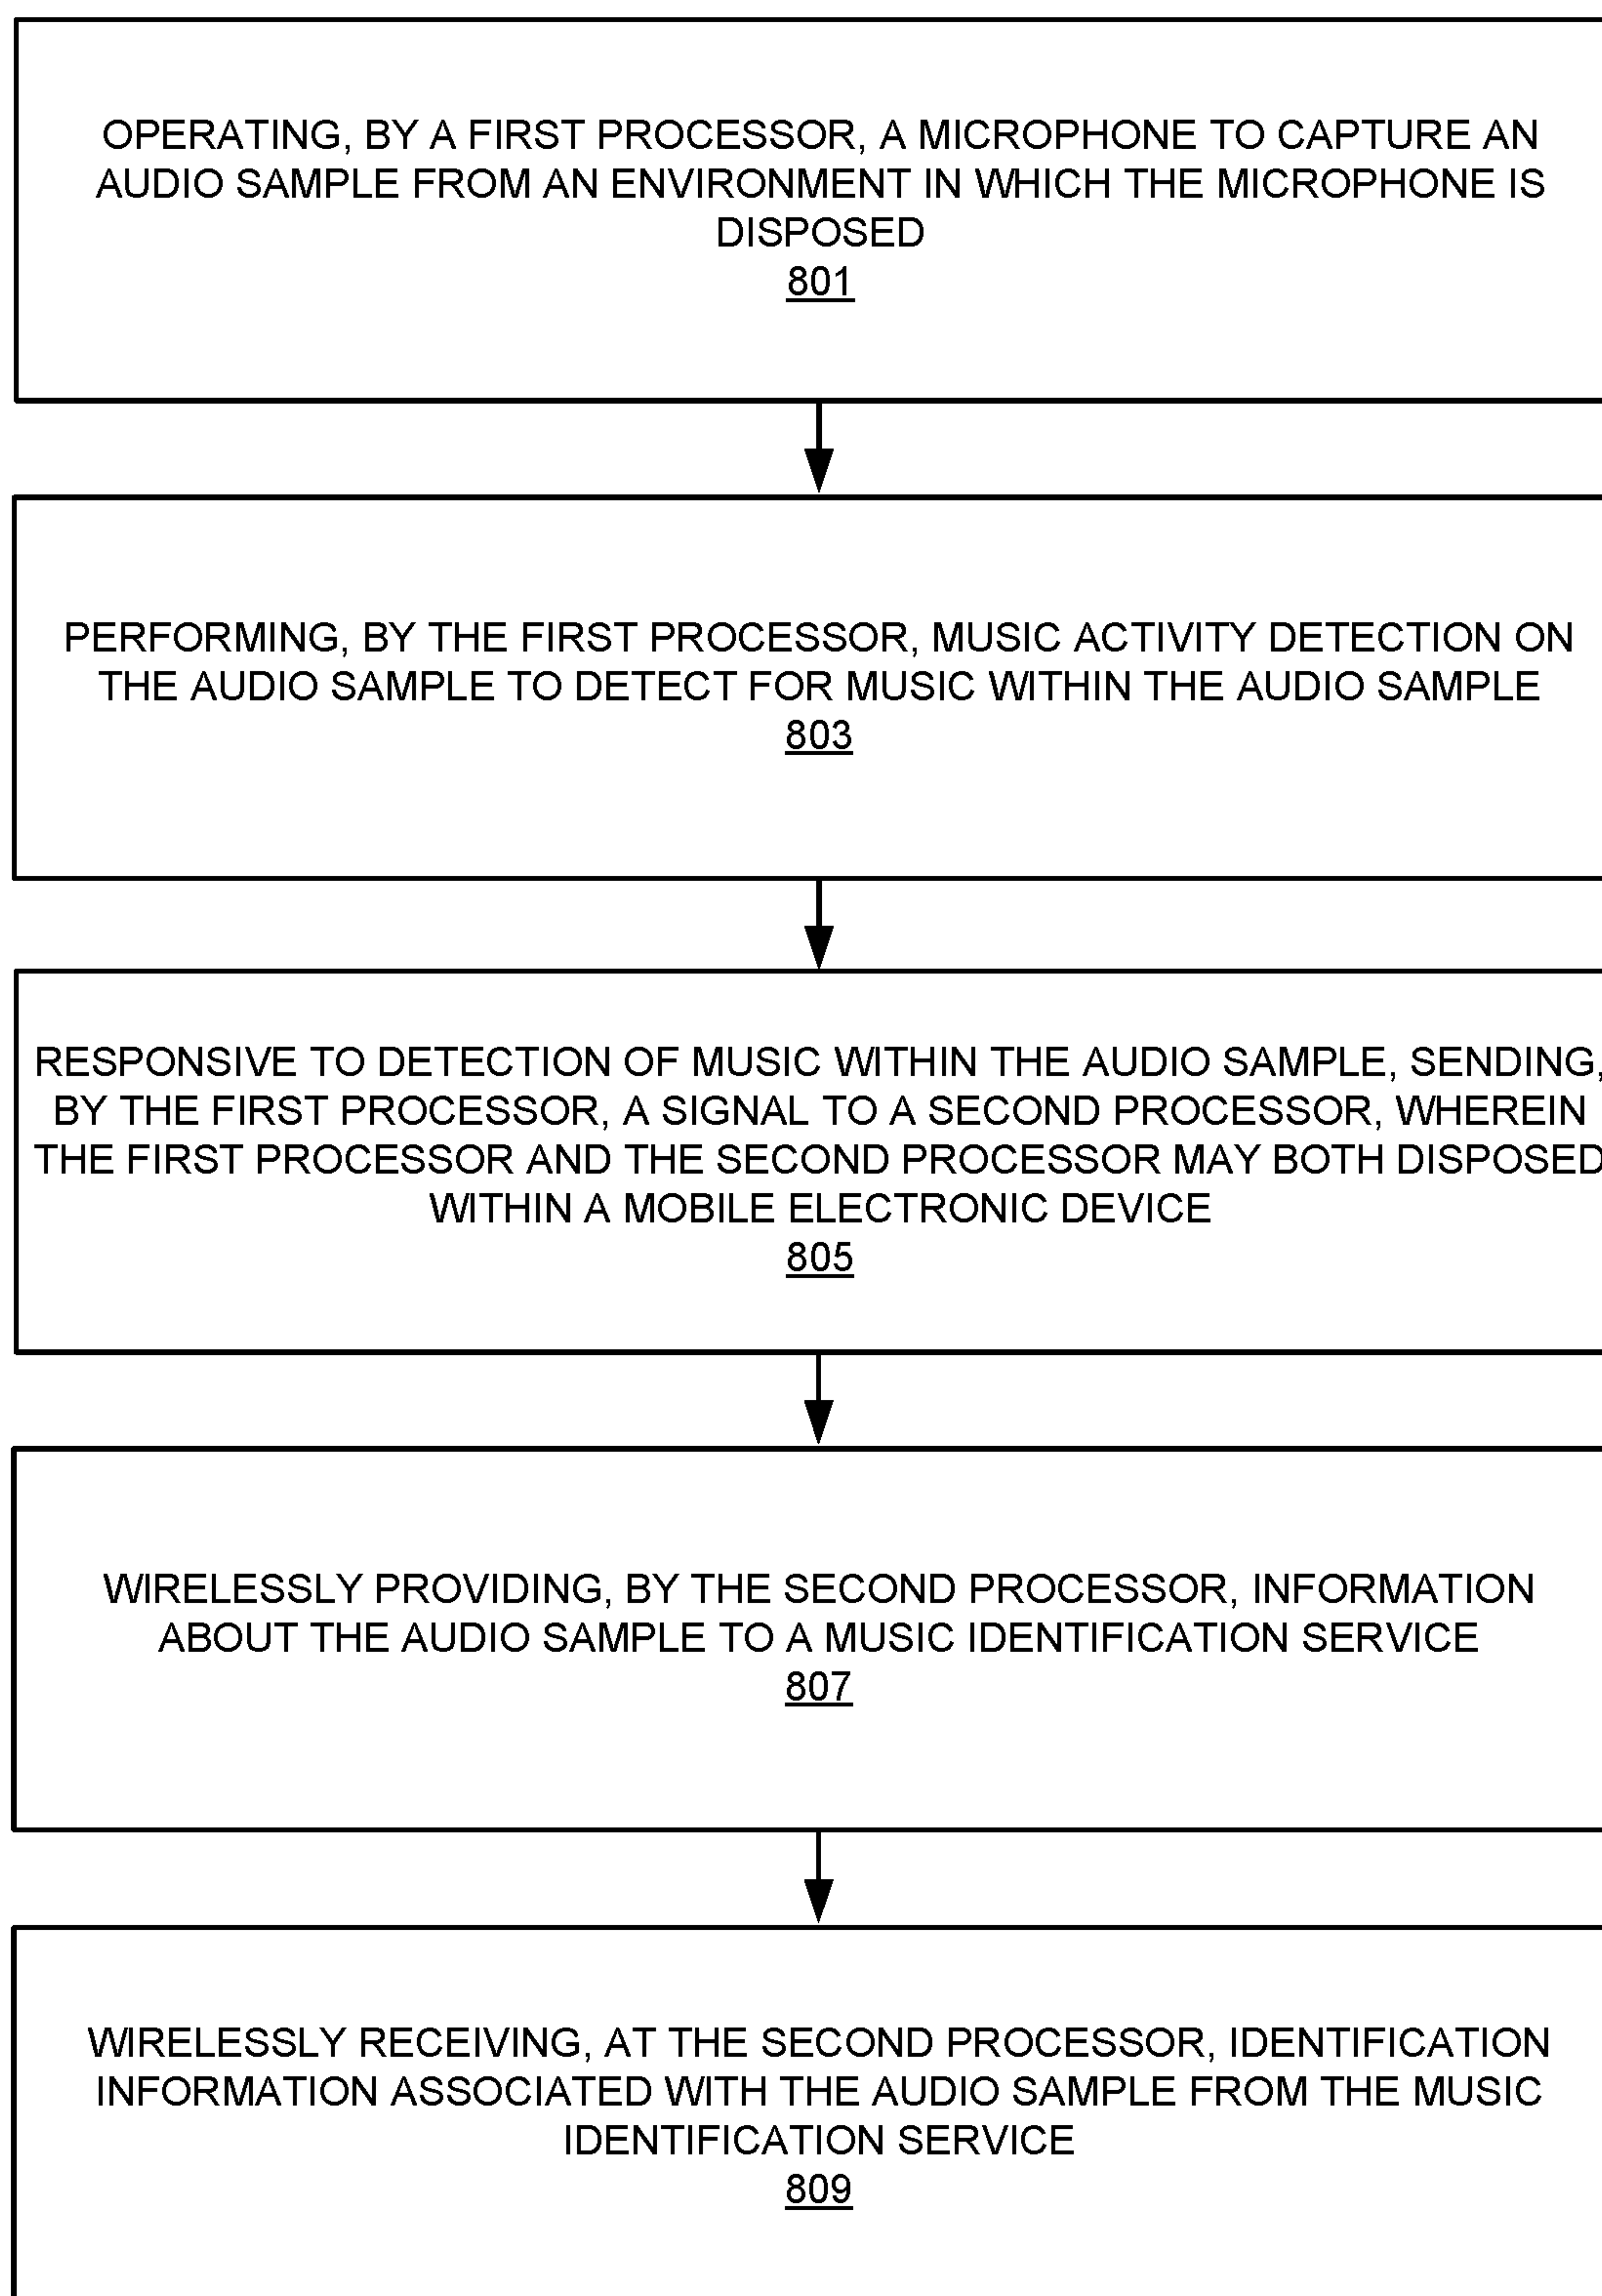 OPERATING, BY A FIRST PROCESSOR, A MICROPHONE TO CAPTURE AN
AUDIO SAMPLE FROM AN ENVIRONMENT IN WHICH THE MICROPHONE IS
DISPOSED
801
PERFORMING, BY THE FIRST PROCESSOR, MUSIC ACTIVITY DETECTION ON
THE AUDIO SAMPLE TO DETECT FOR MUSIC WITHIN THE AUDIO SAMPLE
803
RESPONSIVE TO DETECTION OF MUSIC WITHIN THE AUDIO SAMPLE, SENDING,
BY THE FIRST PROCESSOR, A SIGNAL TO A SECOND PROCESSOR, WHEREIN
THE FIRST PROCESSOR AND THE SECOND PROCESSOR MAY BOTH DISPOSED
WITHIN A MOBILE ELECTRONIC DEVICE
805
WIRELESSLY PROVIDING, BY THE SECOND PROCESSOR, INFORMATION
ABOUT THE AUDIO SAMPLE TO A MUSIC IDENTIFICATION SERVICE
807
WIRELESSLY RECEIVING, AT THE SECOND PROCESSOR, IDENTIFICATION
INFORMATION ASSOCIATED WITH THE AUDIO SAMPLE FROM THE MUSIC
IDENTIFICATION SERVICE
809